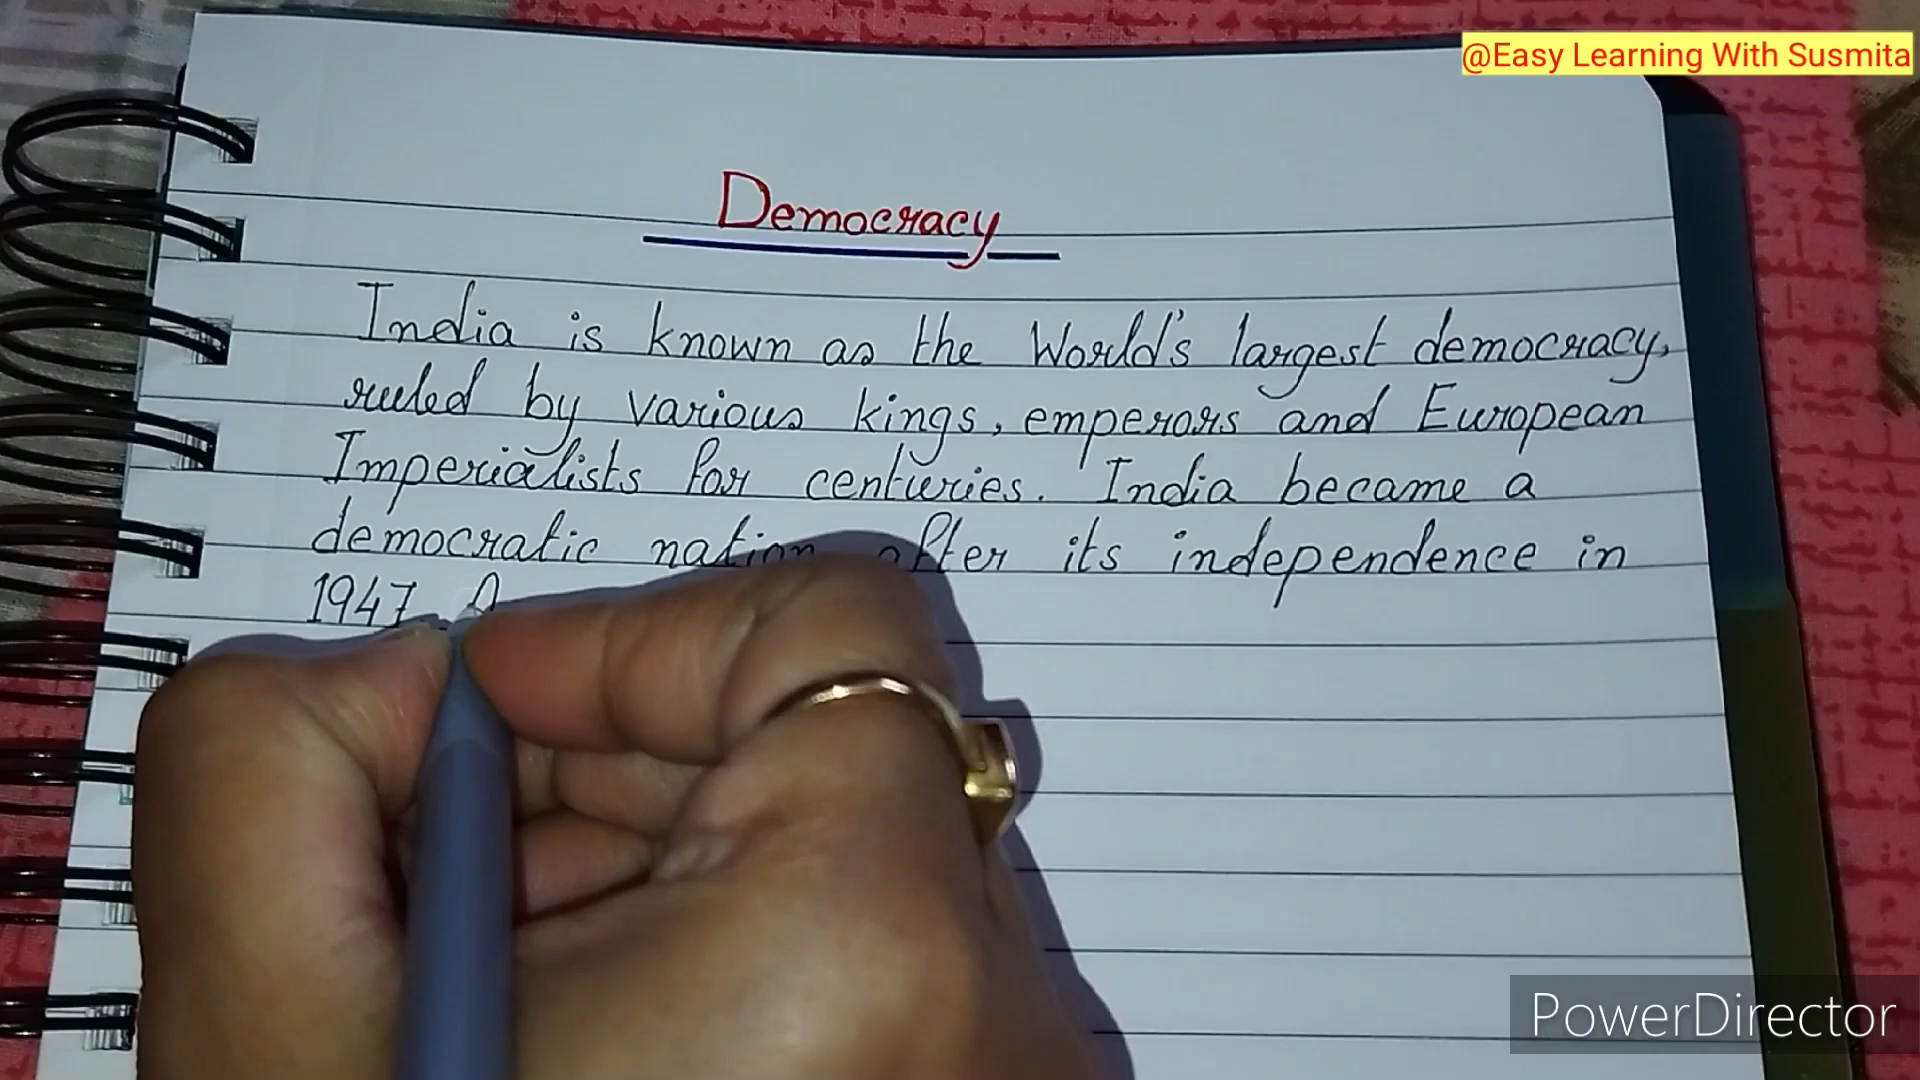 @Easy Learning With Susmita
Democracy
India is known as the World's largest democracy,
ruled by various kings, emperors and European
Imperialists for centuries. India became a
democratic nation after its independence in
1947.
PowerDirector